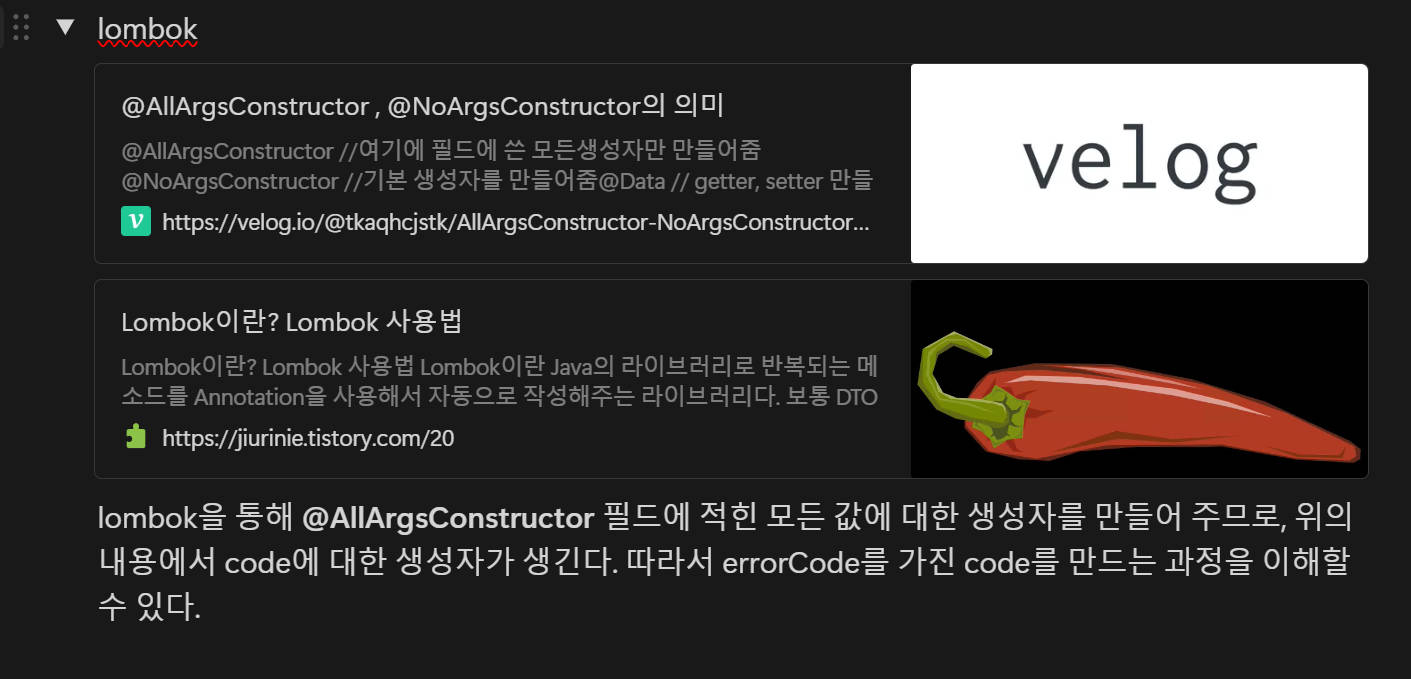 lombok
@AllArgsConstructor , @NoArgsConstructor의 의미
@AllArgsConstructor //여기에 필드에 쓴 모든생성자만 만들어줌
@NoArgsConstructor //기본 생성자를 만들어줌@Data // getter, setter 만들
https://velog.io/@tkaqhcjstk/AllArgsConstructor-NoArgsConstructor...
velog
Lombok이란? Lombok 사용법
Lombok이란? Lombok 사용법 Lombok이란 Java의 라이브러리로 반복되는 메
소드를 Annotation을 사용해서 자동으로 작성해주는 라이브러리다. 보통 DTO
https://jiurinie.tistory.com/20
lombok을 통해 @AllArgsConstructor 필드에 적힌 모든 값에 대한 생성자를 만들어 주므로, 위의
내용에서 code에 대한 생성자가 생긴다. 따라서 errorCode를 가진 code를 만드는 과정을 이해할
수 있다.